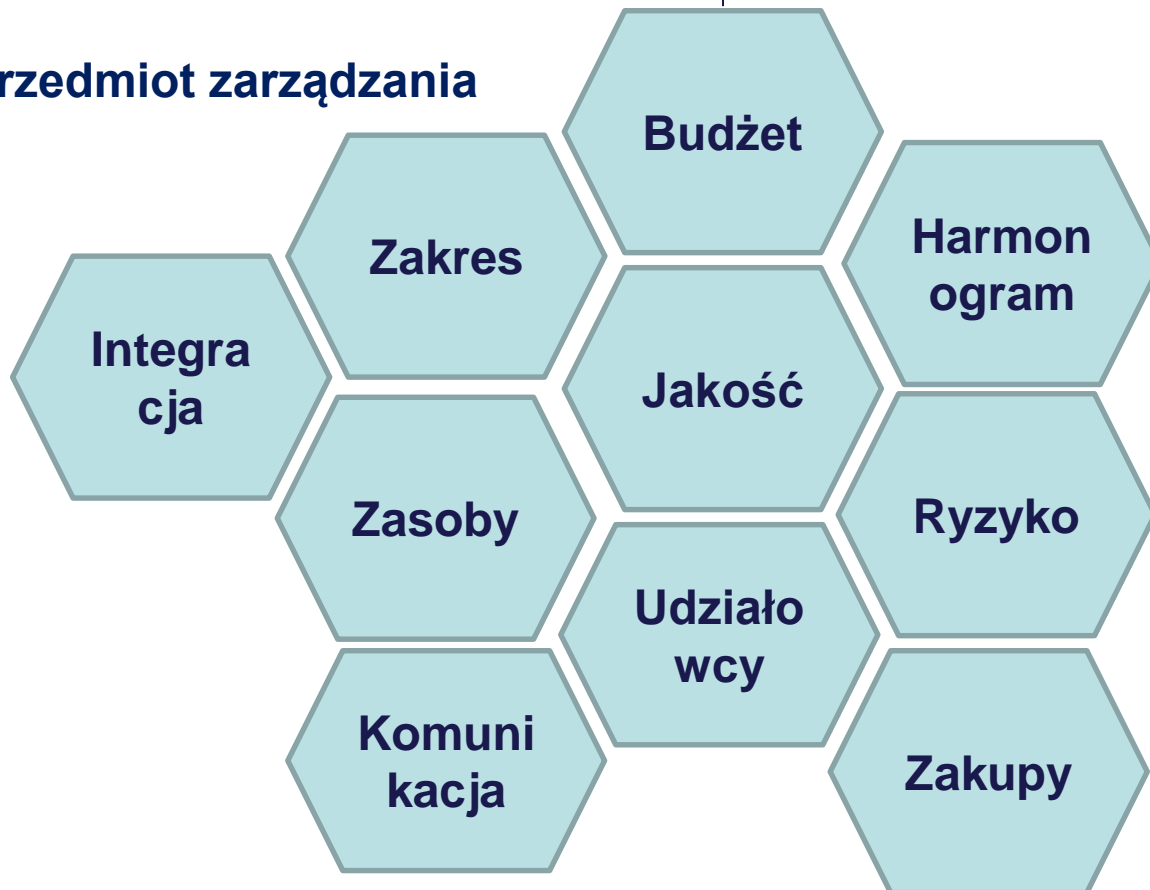 rzedmiot zarządzania
Budżet
Zakres
Harmon
ogram
Integra
cja
Jakość
Zasoby
Ryzyko
Udziało
wcy
Komuni
kacja
Zakupy